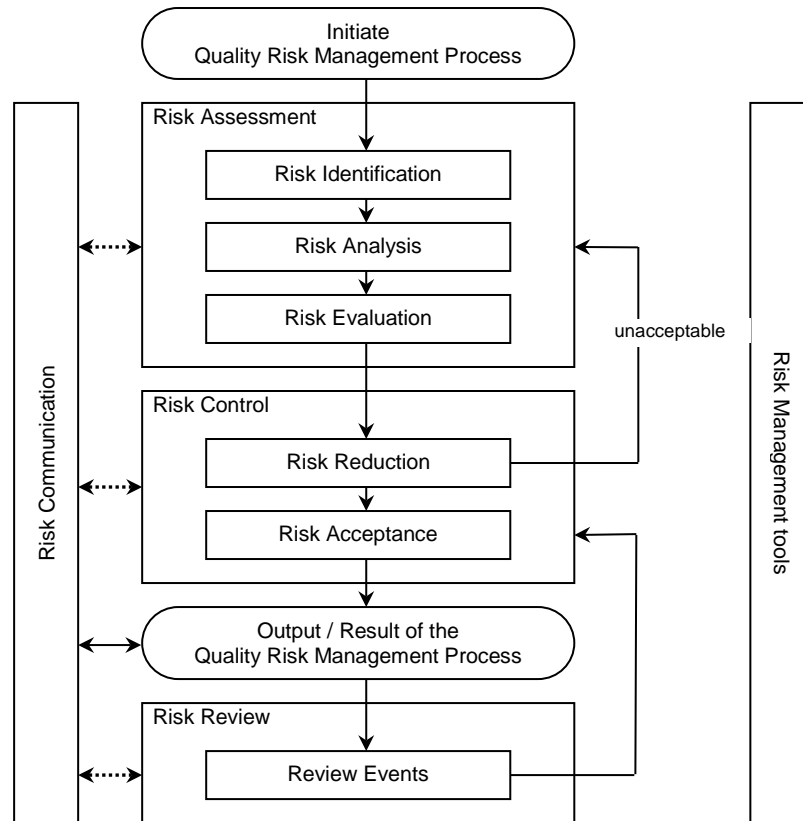 Initiate
Quality Risk Management Process
Risk Assessment
Risk Identification
Risk Analysis
Risk Evaluation
unacceptable
Risk Control
Risk Reduction
Risk Acceptance
Output / Result of the
Quality Risk Management Process
Risk Review
Review Events
Risk Communication
Risk Management tools